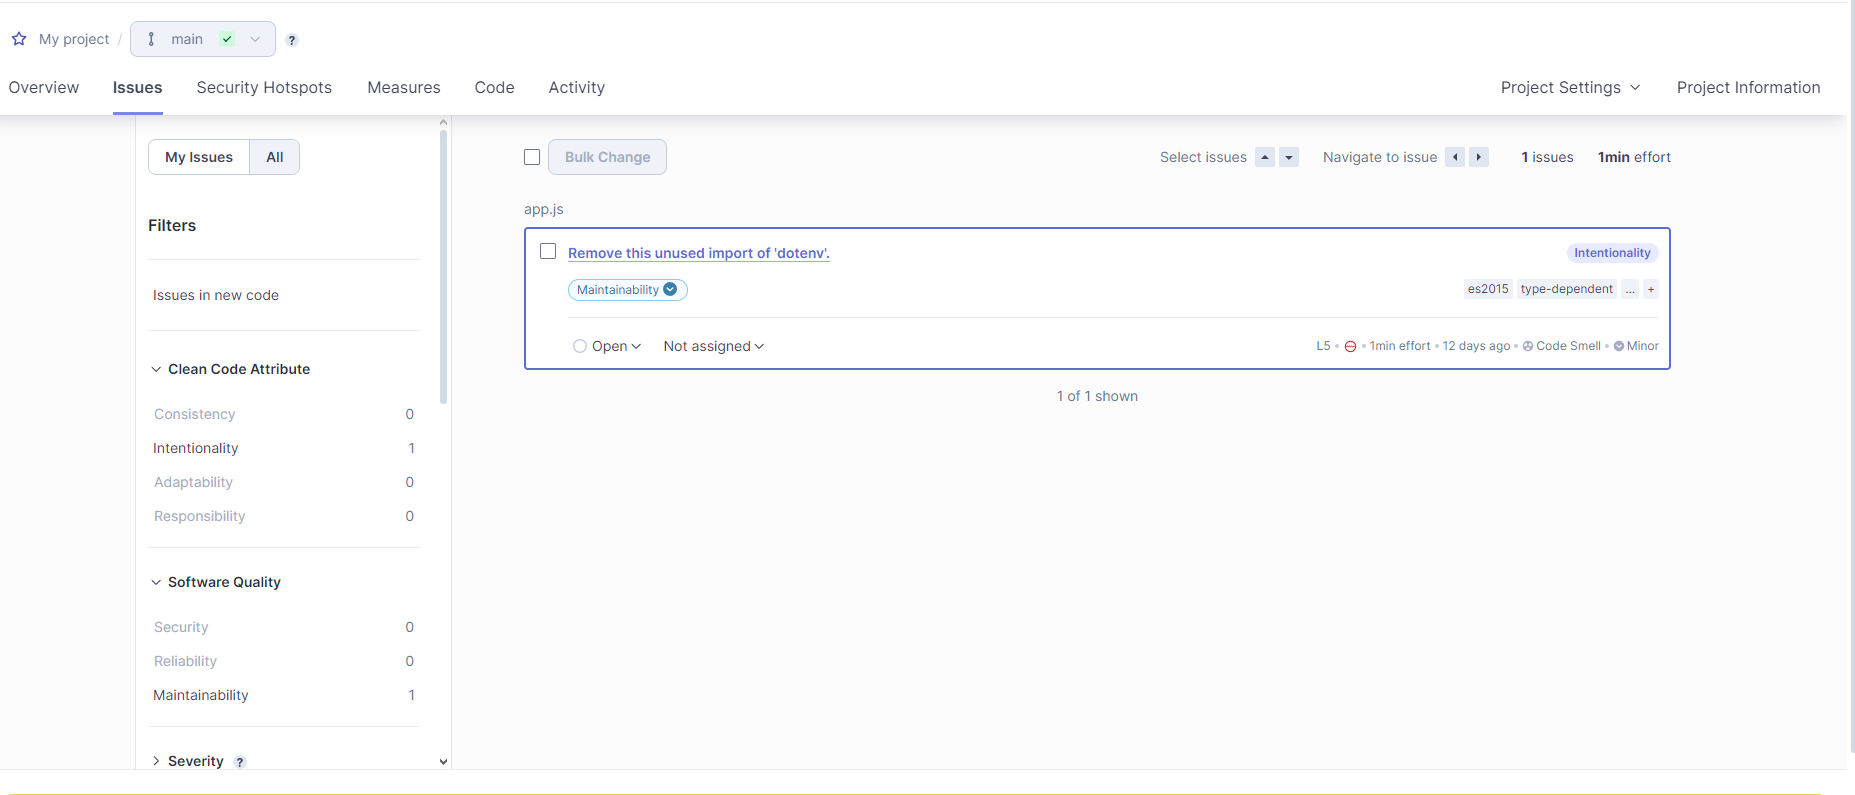 My project / main ?
Overview Issues Security Hotspots Measures Code Activity Project Settings Project Information
My Issues All
Filters
Issues in new code
Clean Code Attribute
Consistency 0
Intentionality 1
Adaptability 0
Responsibility 0
Software Quality
Security 0
Reliability 0
Maintainability 1
Severity ?
Bulk Change Select issues Navigate to issue 1 issues 1min effort
app.js
Remove this unused import of 'dotenv'. Intentionality
Maintainability es2015 type-dependent ... +
Open Not assigned L5 • • 1min effort • 12 days ago • Code Smell • Minor
1 of 1 shown